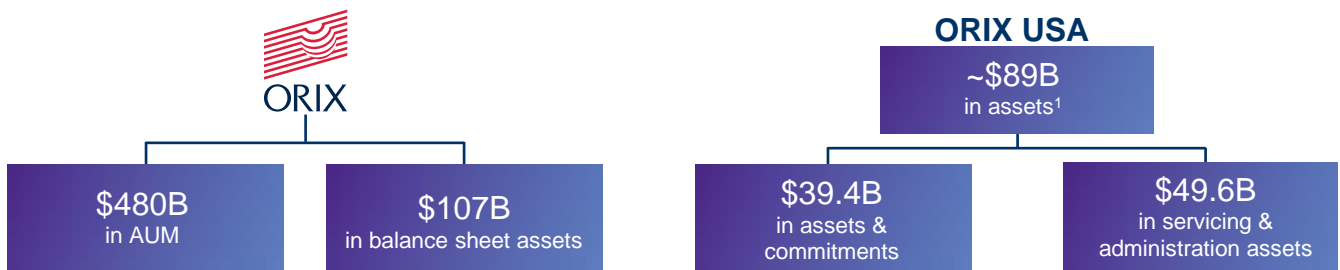 ORIX
$480B
in AUM
$107B
in balance sheet assets
ORIX USA
~$89B
in assets¹
$39.4B
in assets &
commitments
$49.6B
in servicing &
administration assets